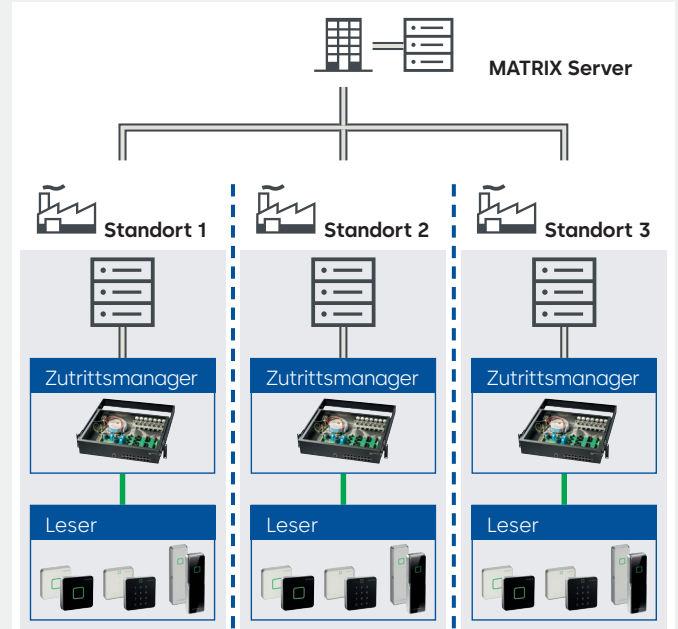 MATRIX Server
Standort 1
Standort 2
Standort 3
Zutrittsmanager
Zutrittsmanager
Zutrittsmanager
Leser
Leser
Leser